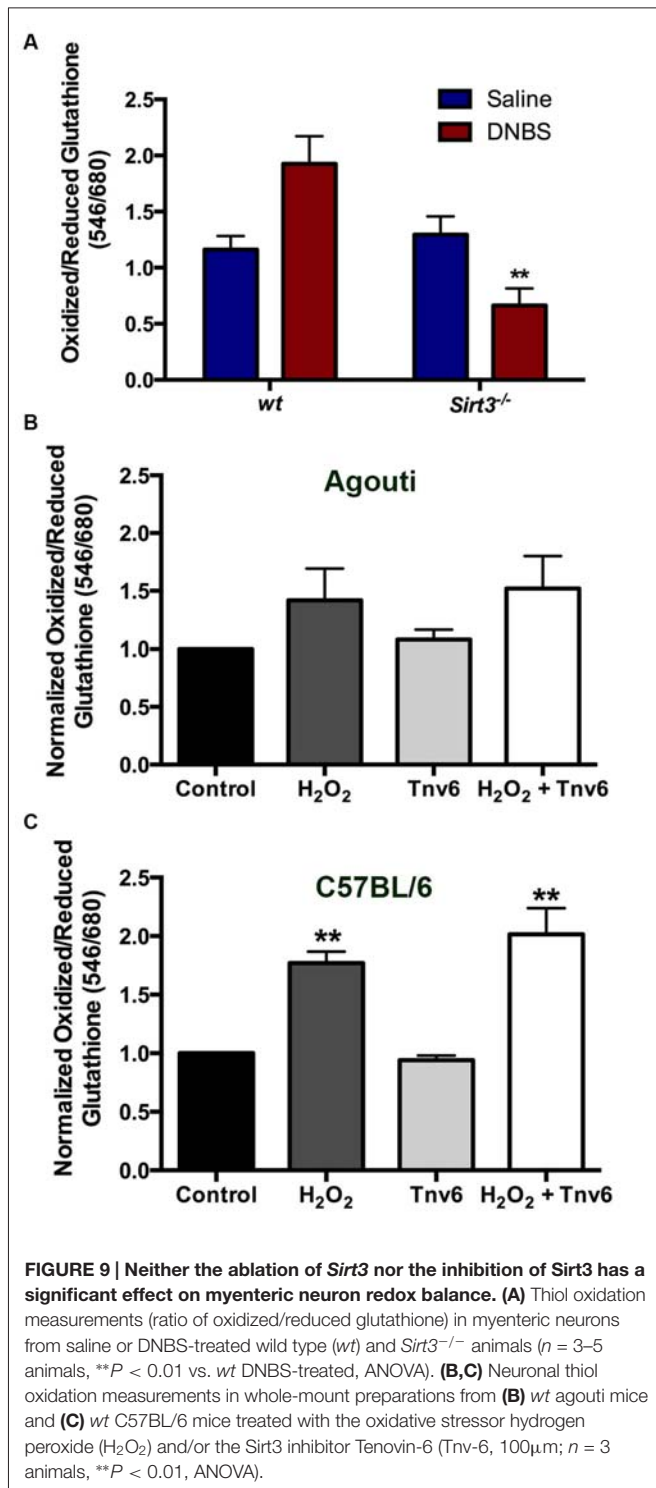 A
Oxidized/Reduced Glutathione
(546/680)
2.5
2.0
1.5
1.0
0.5
0.0
Saline
DNBS
**
wt
Sirt3-/-
B
Normalized Oxidized/Reduced
Glutathione (546/680)
Agouti
2.5
2.0
1.5
1.0
0.5
0.0
Control
H2O2
Tnv6
H2O2 + Tnv6
C
Normalized Oxidized/Reduced
Glutathione (546/680)
C57BL/6
2.5
2.0
1.5
1.0
0.5
0.0
**
**
Control
H2O2
Tnv6
H2O2 + Tnv6
FIGURE 9 | Neither the ablation of Sirt3 nor the inhibition of Sirt3 has a
significant effect on myenteric neuron redox balance. (A) Thiol oxidation
measurements (ratio of oxidized/reduced glutathione) in myenteric neurons
from saline or DNBS-treated wild type (wt) and Sirt3−/− animals (n = 3–5
animals, **P < 0.01 vs. wt DNBS-treated, ANOVA). (B,C) Neuronal thiol
oxidation measurements in whole-mount preparations from (B) wt agouti mice
and (C) wt C57BL/6 mice treated with the oxidative stressor hydrogen
peroxide (H2O2) and/or the Sirt3 inhibitor Tenovin-6 (Tnv-6, 100μm; n = 3
animals, **P < 0.01, ANOVA).